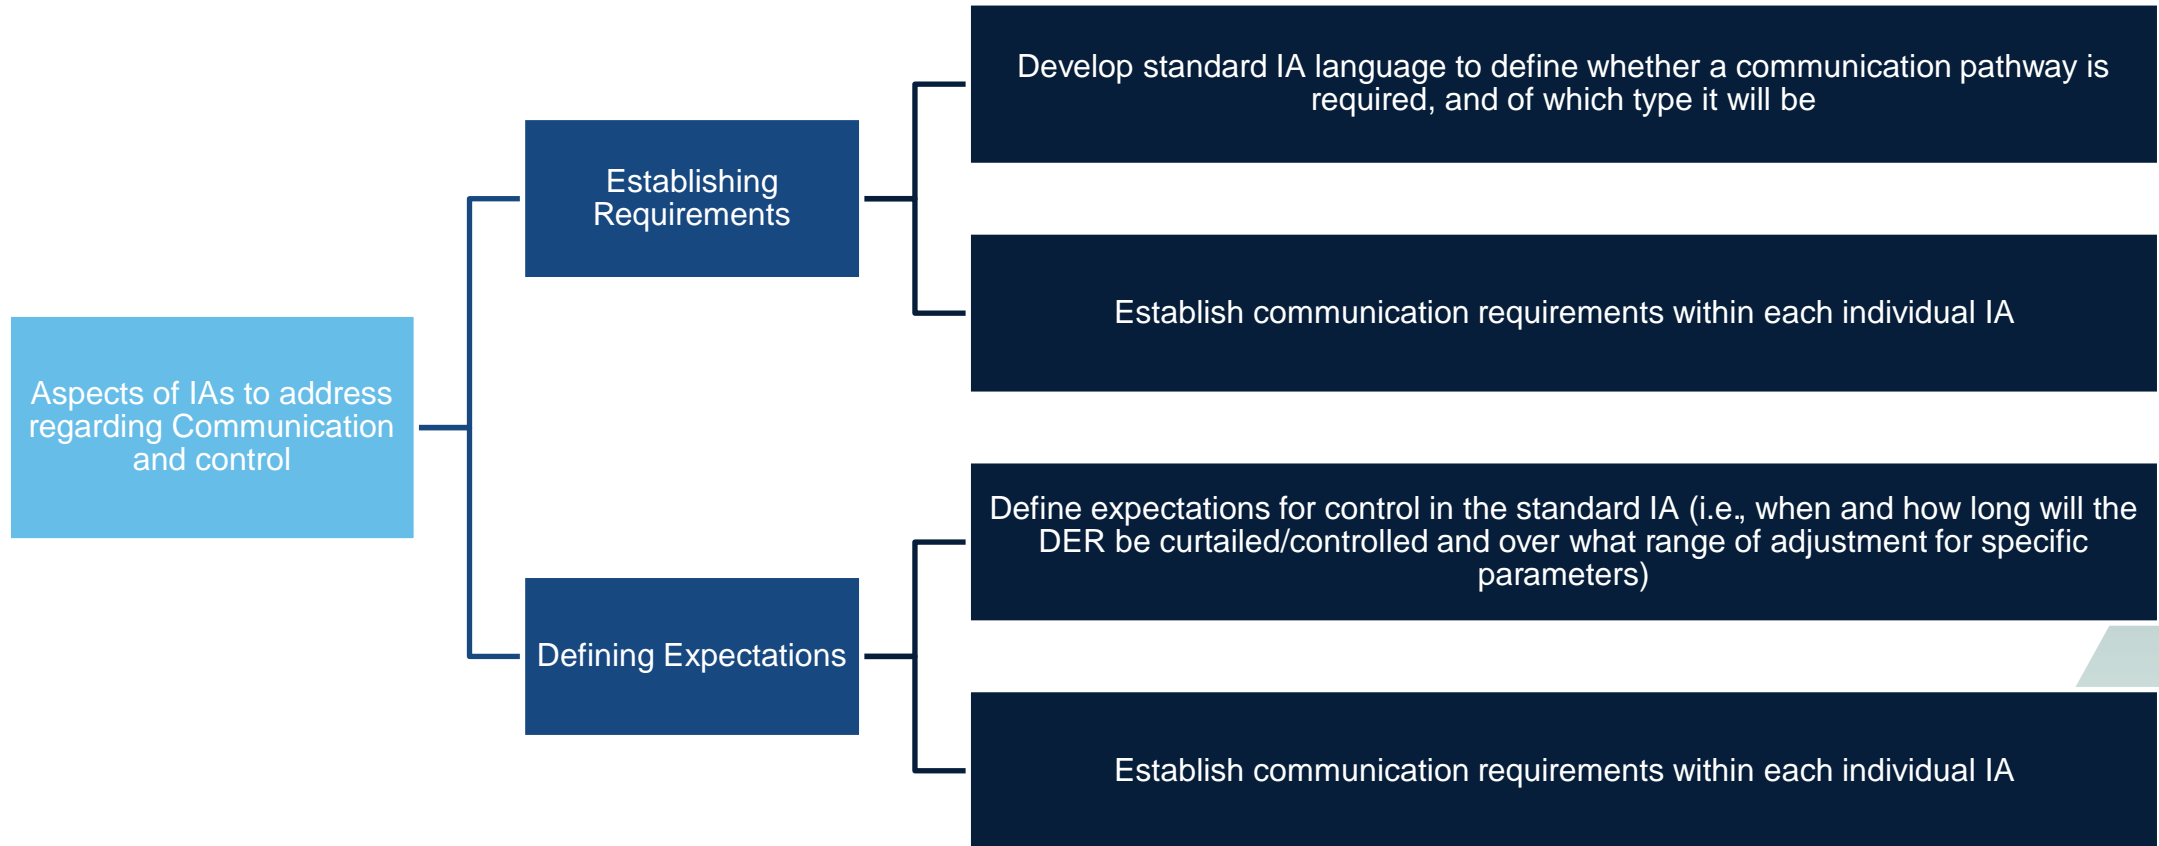 Aspects of IAs to address
regarding Communication
and control
Establishing
Requirements
Develop standard IA language to define whether a communication pathway is
required, and of which type it will be
Establish communication requirements within each individual IA
Defining Expectations
Define expectations for control in the standard IA (i.e., when and how long will the
DER be curtailed/controlled and over what range of adjustment for specific
parameters)
Establish communication requirements within each individual IA